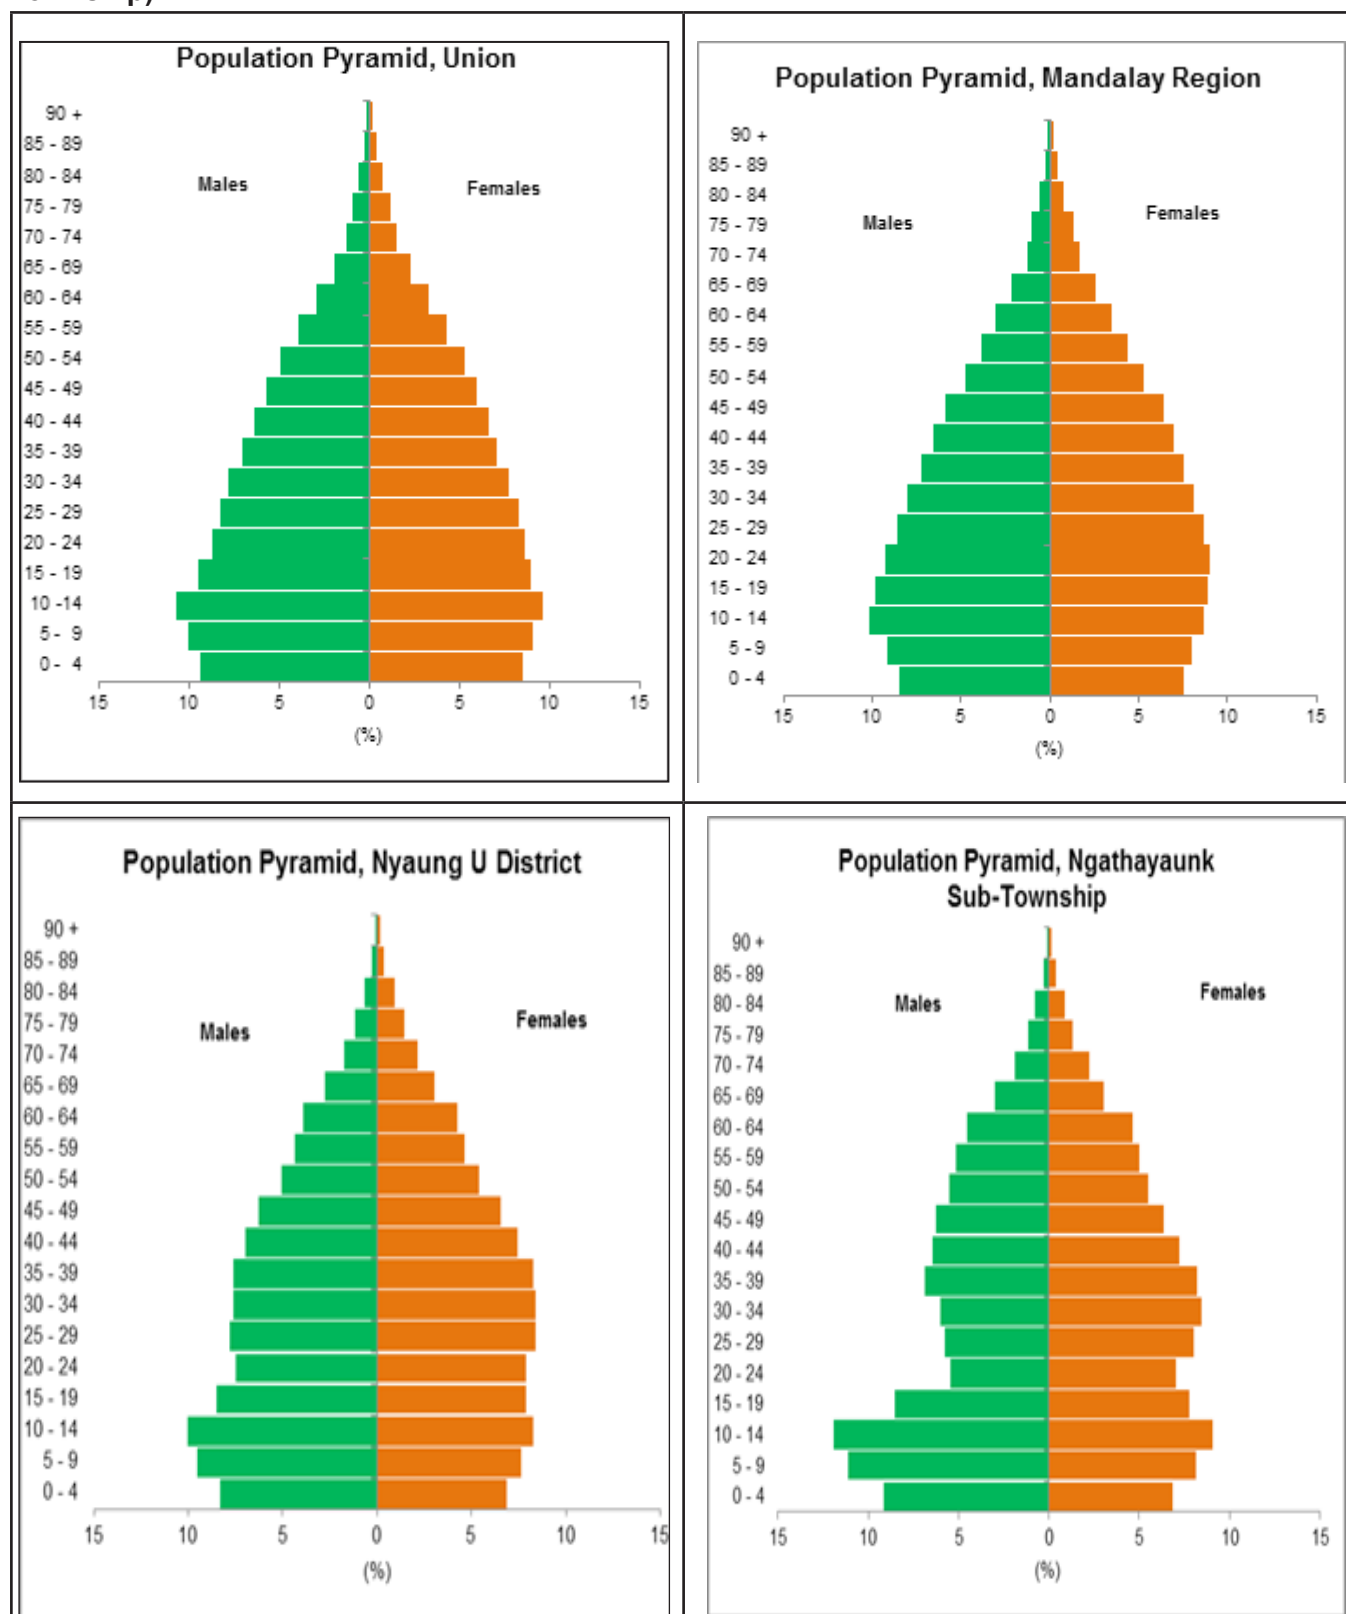 Population Pyramid, Union
90 +
85 - 89
80 - 84
75 - 79
70 - 74
65 - 69
60 - 64
55 - 59
50 - 54
45 - 49
40 - 44
35 - 39
30 - 34
25 - 29
20 - 24
15 - 19
10 -14
5 - 9
0 - 4
Males
Females
15 10 5 0 5 10 15
(%)
Population Pyramid, Mandalay Region
90 +
85 - 89
80 - 84
75 - 79
70 - 74
65 - 69
60 - 64
55 - 59
50 - 54
45 - 49
40 - 44
35 - 39
30 - 34
25 - 29
20 - 24
15 - 19
10 - 14
5 - 9
0 - 4
Males
Females
15 10 5 0 5 10 15
(%)
Population Pyramid, Nyaung U District
90 +
85 - 89
80 - 84
75 - 79
70 - 74
65 - 69
60 - 64
55 - 59
50 - 54
45 - 49
40 - 44
35 - 39
30 - 34
25 - 29
20 - 24
15 - 19
10 - 14
5 - 9
0 - 4
Males
Females
15 10 5 0 5 10 15
(%)
Population Pyramid, Ngathayaunk
Sub-Township
90 +
85 - 89
80 - 84
75 - 79
70 - 74
65 - 69
60 - 64
55 - 59
50 - 54
45 - 49
40 - 44
35 - 39
30 - 34
25 - 29
20 - 24
15 - 19
10 - 14
5 - 9
0 - 4
Males
Females
15 10 5 0 5 10 15
(%)